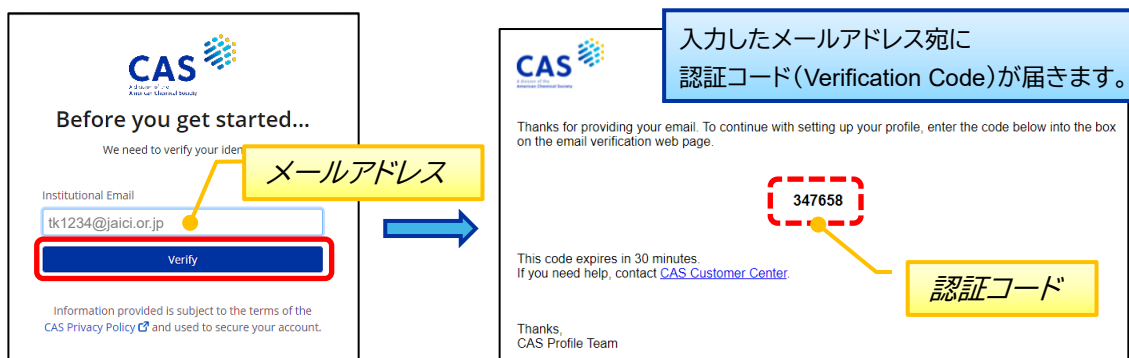 CAS
A division of the
American Chemical Society
Before you get started...
We need to verify your iden
メールアドレス
Institutional Email
tk1234@jaici.or.jp
Verify
Information provided is subject to the terms of the
CAS Privacy Policy and used to secure your account.
入力したメールアドレス宛に
認証コード（Verification Code）が届きます。
CAS
A division of the
American Chemical Society
Thanks for providing your email. To continue with setting up your profile, enter the code below into the box
on the email verification web page.
347658
This code expires in 30 minutes.
If you need help, contact CAS Customer Center.
認証コード
Thanks,
CAS Profile Team